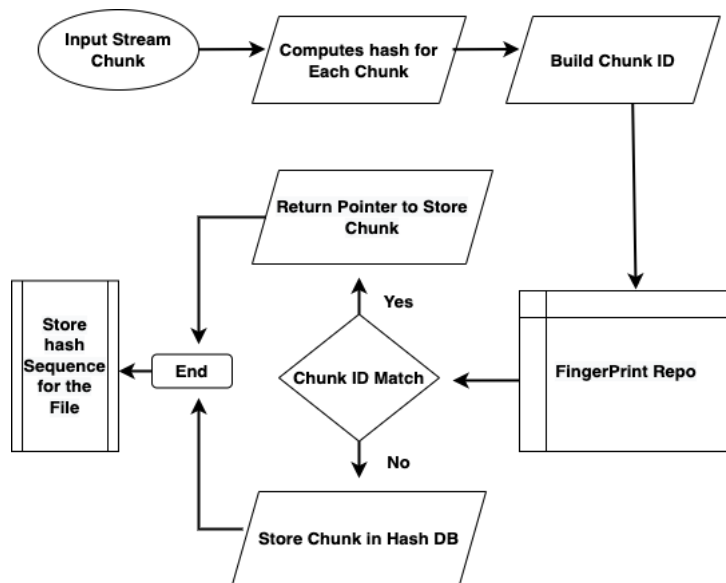 Input Stream
Chunk
Computes hash for
Each Chunk
Build Chunk ID
Return Pointer to Store
Chunk
Yes
Store
hash
Sequence
for the
File
End
Chunk ID Match
FingerPrint Repo
No
Store Chunk in Hash DB